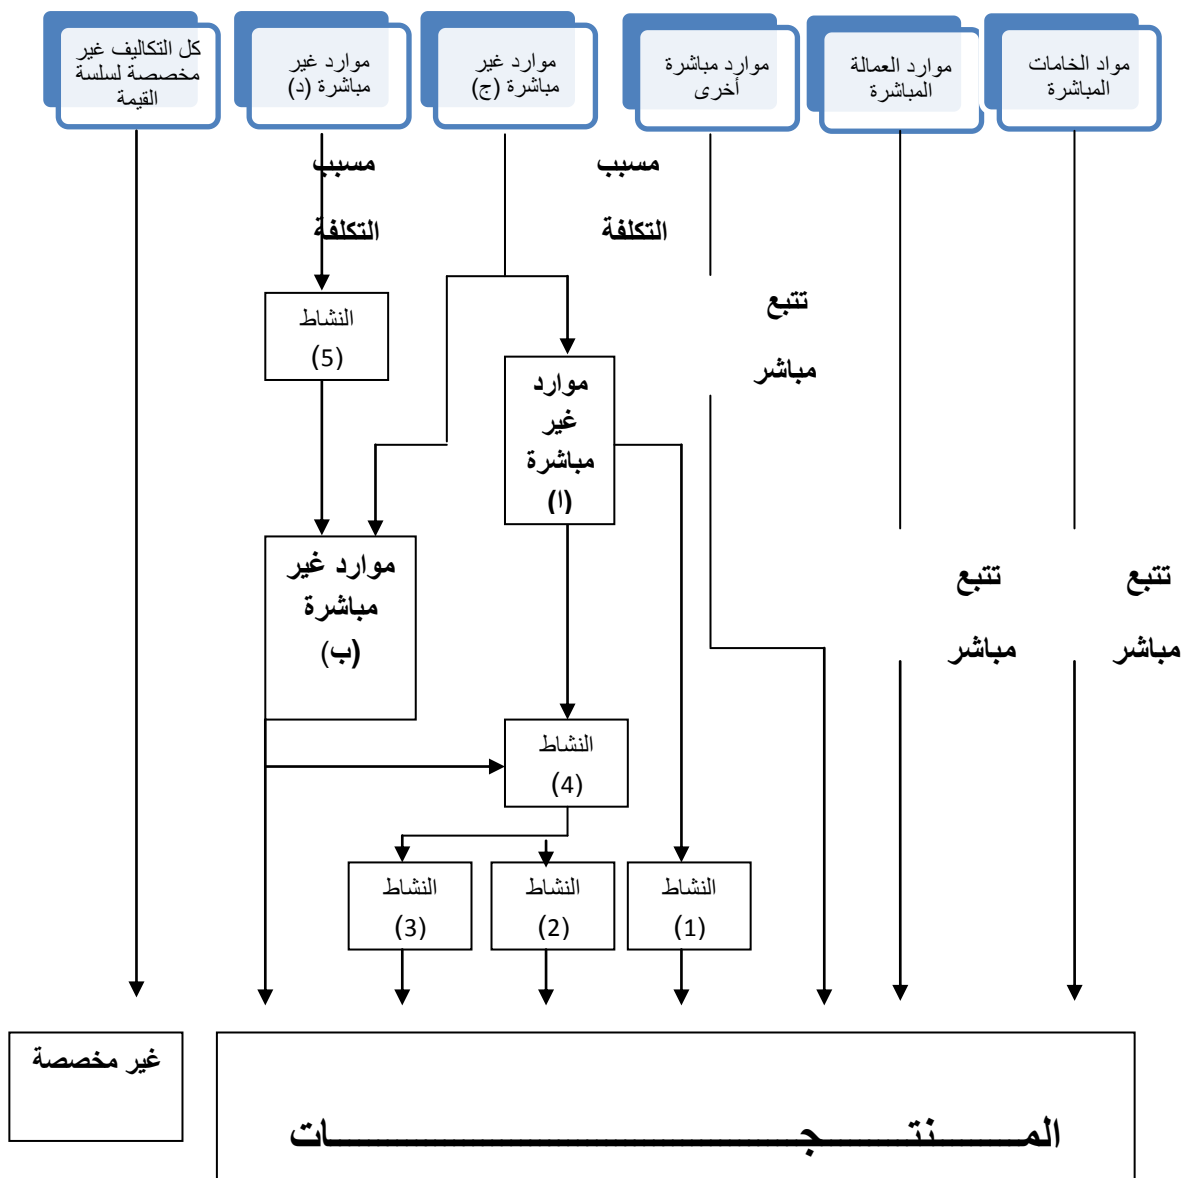 مواد الخامات
المباشرة
موارد العمالة
المباشرة
موارد مباشرة
أخرى
موارد غير
مباشرة (ج)
موارد غير
مباشرة (د)
كل التكاليف غير
مخصصة لسلسة
القيمة
مسبب
التكلفة
مسبب
التكلفة
تتبع
مباشر
النشاط
(5)
موارد
غير
مباشرة
(ا)
موارد غير
مباشرة
(ب)
تتبع
مباشر
تتبع
مباشر
النشاط
(4)
النشاط
(1)
النشاط
(2)
النشاط
(3)
غير مخصصة
المـــــنتـــــجـــــــــــــــــــــــــــــــــات